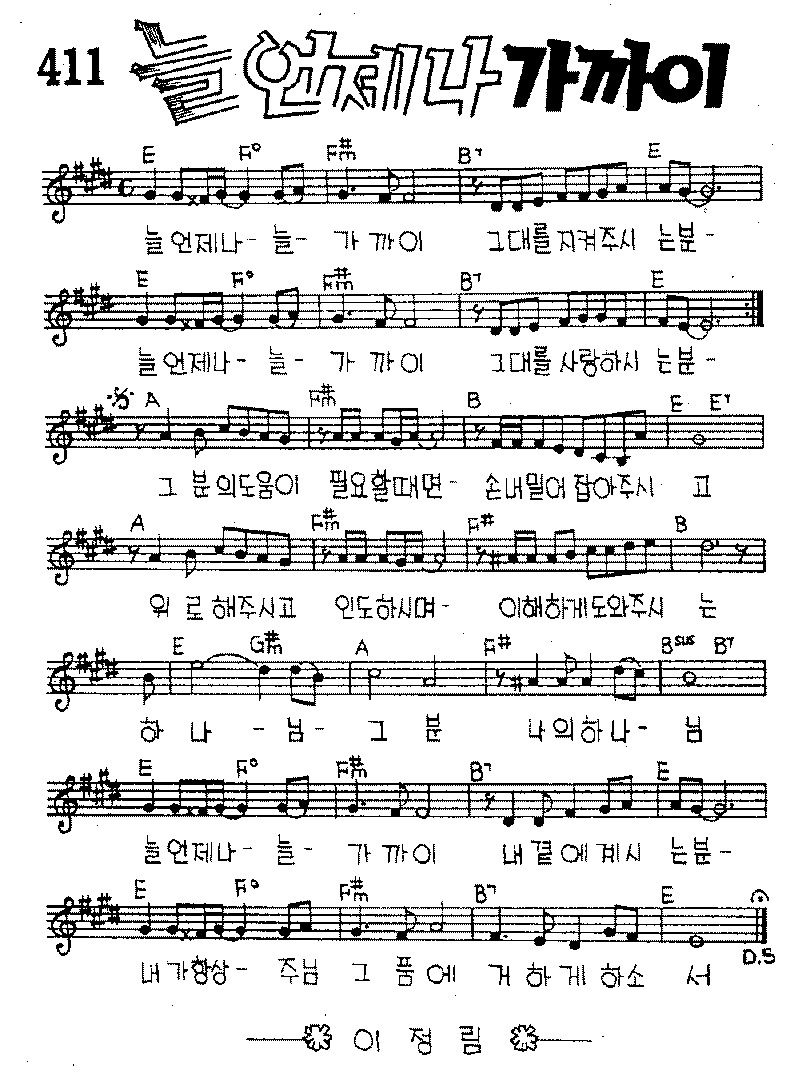 411 늘 언제나 가까이
E F° F#m B7 E
늘 언제나- 늘- 가 까 이 그대를 지켜주시 는분-
E F° F#m B7 E
늘 언제나- 늘- 가 까 이 그대를 사랑하시 는분-
A F#m B E E7
그 분의도움이 필요할때면- 손내밀어 잡아주시 고
A F#m F# B
위 로 해주시고 인도하시며- 이해하게도와주시 는
E G#m A F# Bsus B7
하 나 - 님- 그 분 나의하나- 님
E F° F#m B7 E
늘 언제나- 늘- 가 까 이 내 곁에 계시 는분-
E F° F#m B7 E
내 가항상- 주님 그 품 에 거 하 게 하소 서
D.S
이 정 림